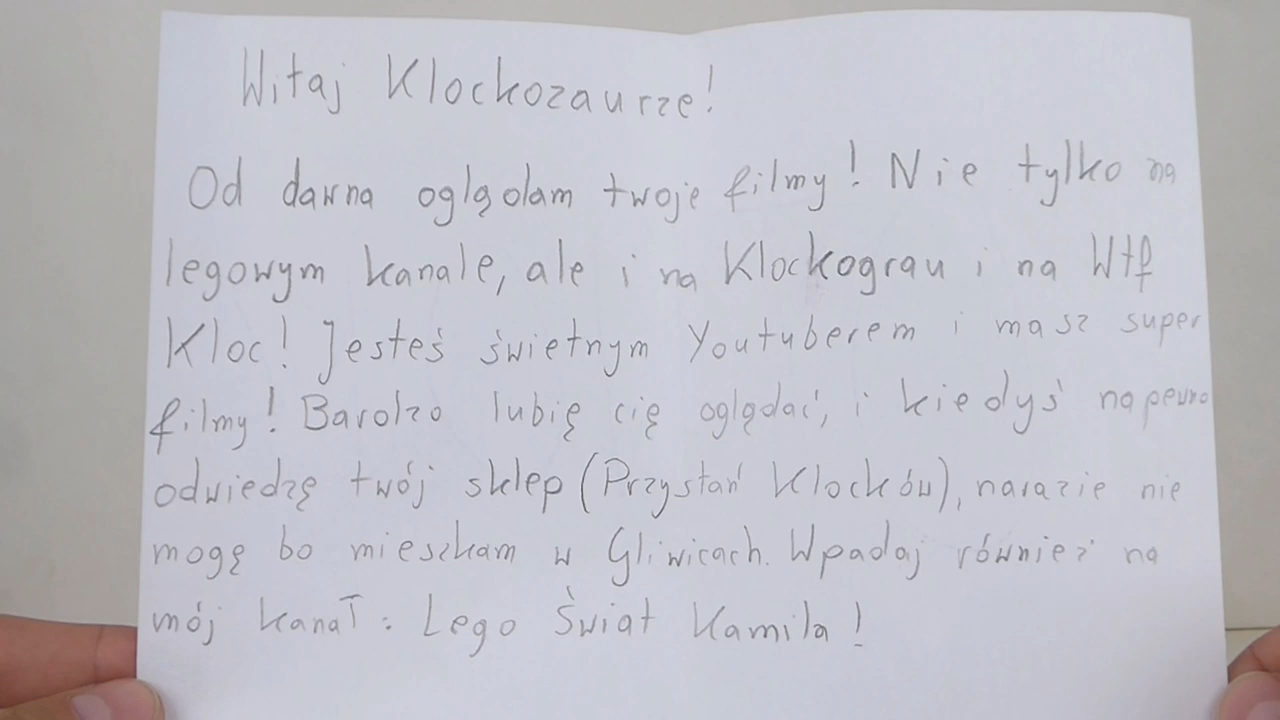 Witaj Klockozaurze!
Od dawna oglądam twoje filmy! Nie tylko na
legowym kanale, ale i na Klockograu i na Wtf
Kloc! Jesteś świetnym Youtuberem i masz super
filmy! Bardzo lubię cię oglądać, i kiedyś napewno
odwiedzę twój sklep (Przystań Klocków), narazie nie
mogę bo mieszkam w Gliwicach. Wpadaj również na
mój kanał: Lego Świat Kamila!